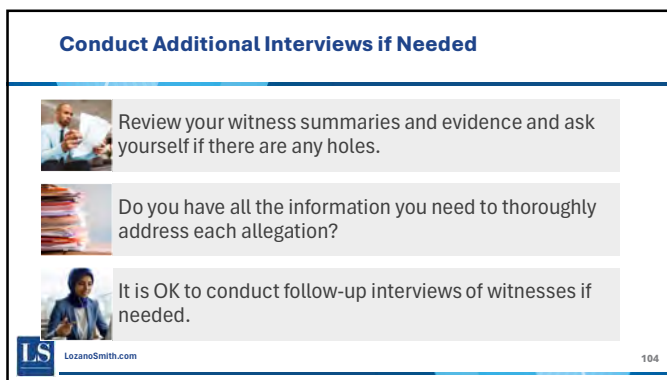 Conduct Additional Interviews if Needed
Review your witness summaries and evidence and ask
yourself if there are any holes.
Do you have all the information you need to thoroughly
address each allegation?
It is OK to conduct follow-up interviews of witnesses if
needed.
LS
LozanoSmith.com
104